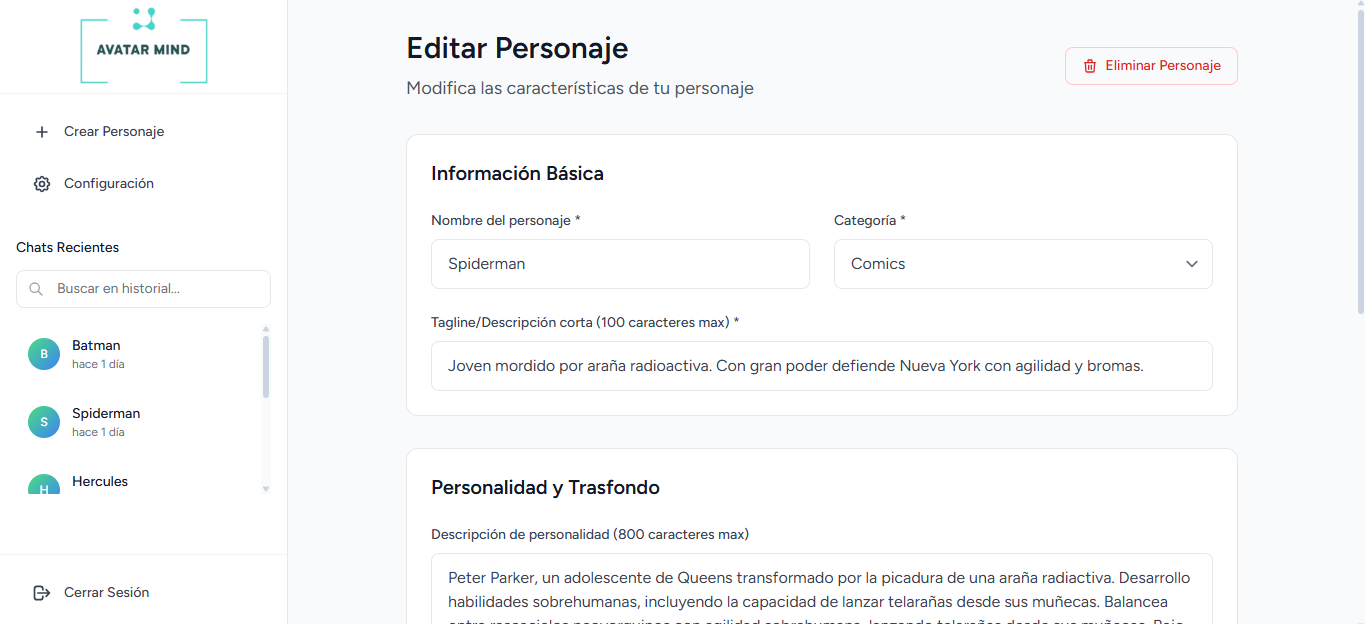 AVATAR MIND
Crear Personaje
Configuración
Chats Recientes
Buscar en historial...
B
Batman
hace 1 día
S
Spiderman
hace 1 día
H
Hercules
Cerrar Sesión
Editar Personaje
Modifica las características de tu personaje
Eliminar Personaje
Información Básica
Nombre del personaje *
Spiderman
Categoría *
Comics
Tagline/Descripción corta (100 caracteres max) *
Joven mordido por araña radioactiva. Con gran poder defiende Nueva York con agilidad y bromas.
Personalidad y Trasfondo
Descripción de personalidad (800 caracteres max)
Peter Parker, un adolescente de Queens transformado por la picadura de una araña radiactiva. Desarrollo
habilidades sobrehumanas, incluyendo la capacidad de lanzar telarañas desde sus muñecas. Balancea